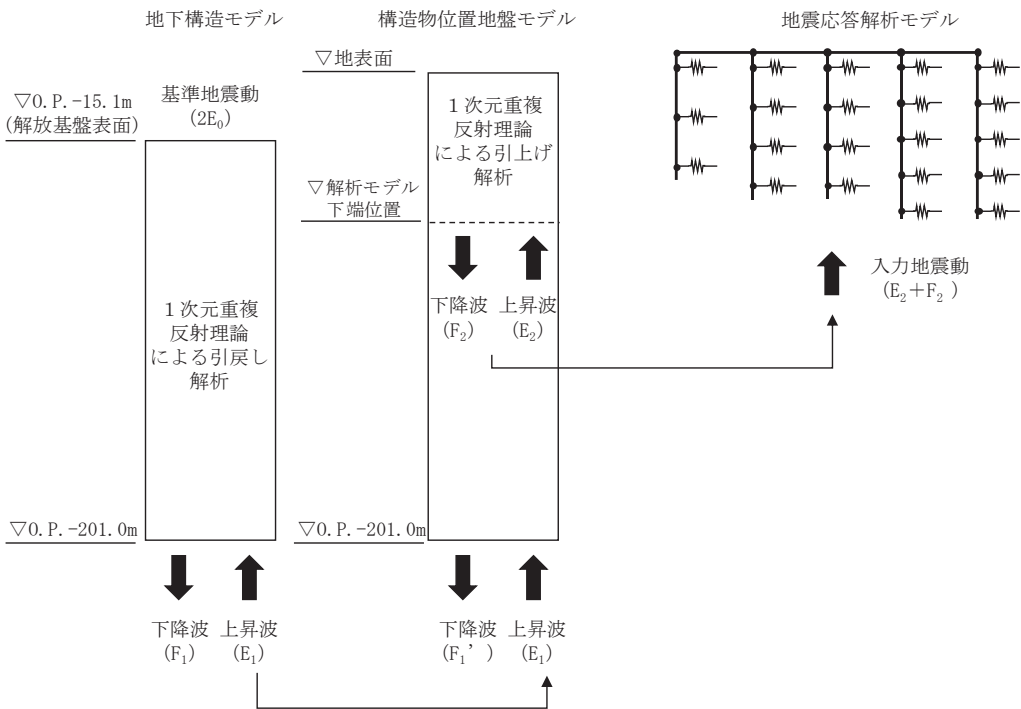 地下構造モデル
▽O.P.-15.1m
(解放基盤表面)
基準地震動
(2E₀)
1次元重複
反射理論
による引戻し
解析
▽O.P.-201.0m
下降波
(F₁)
上昇波
(E₁)
構造物位置地盤モデル
▽地表面
1次元重複
反射理論
による引上げ
解析
▽解析モデル
下端位置
下降波
(F₂)
上昇波
(E₂)
▽O.P.-201.0m
下降波
(F₁’)
上昇波
(E₁)
地震応答解析モデル
入力地震動
(E₂+F₂)